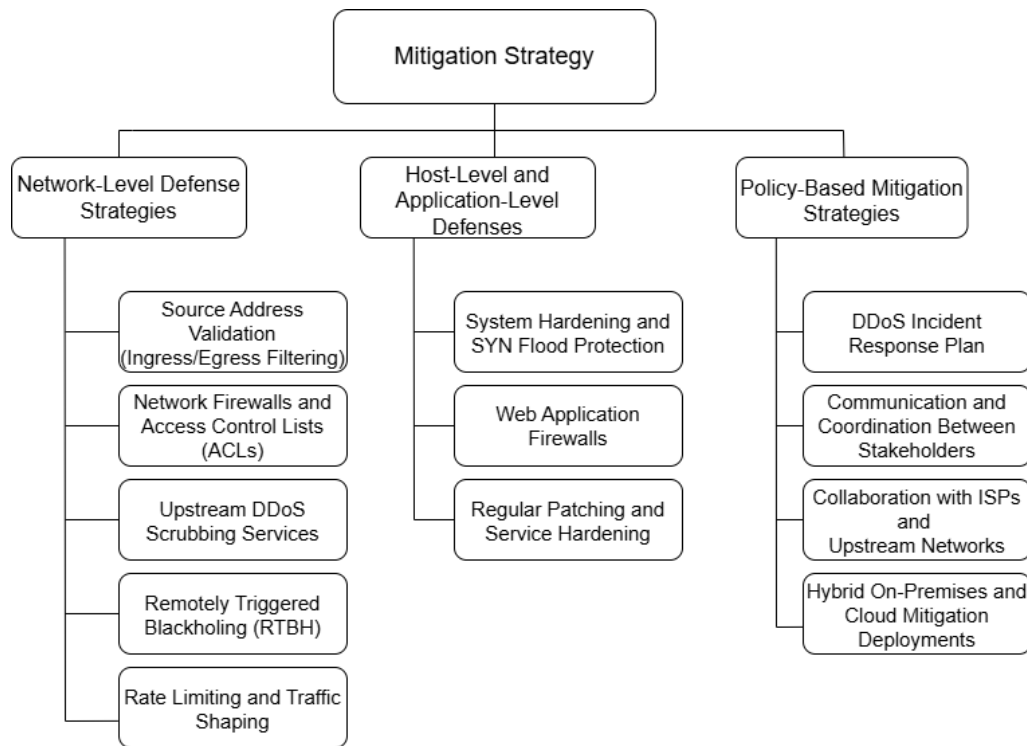 Mitigation Strategy
Network-Level Defense
Strategies
Source Address
Validation
(Ingress/Egress Filtering)
Network Firewalls and
Access Control Lists
(ACLs)
Upstream DDoS
Scrubbing Services
Remotely Triggered
Blackholing (RTBH)
Rate Limiting and Traffic
Shaping
Host-Level and
Application-Level
Defenses
System Hardening and
SYN Flood Protection
Web Application
Firewalls
Regular Patching and
Service Hardening
Policy-Based Mitigation
Strategies
DDoS Incident
Response Plan
Communication and
Coordination Between
Stakeholders
Collaboration with ISPs
and
Upstream Networks
Hybrid On-Premises and
Cloud Mitigation
Deployments